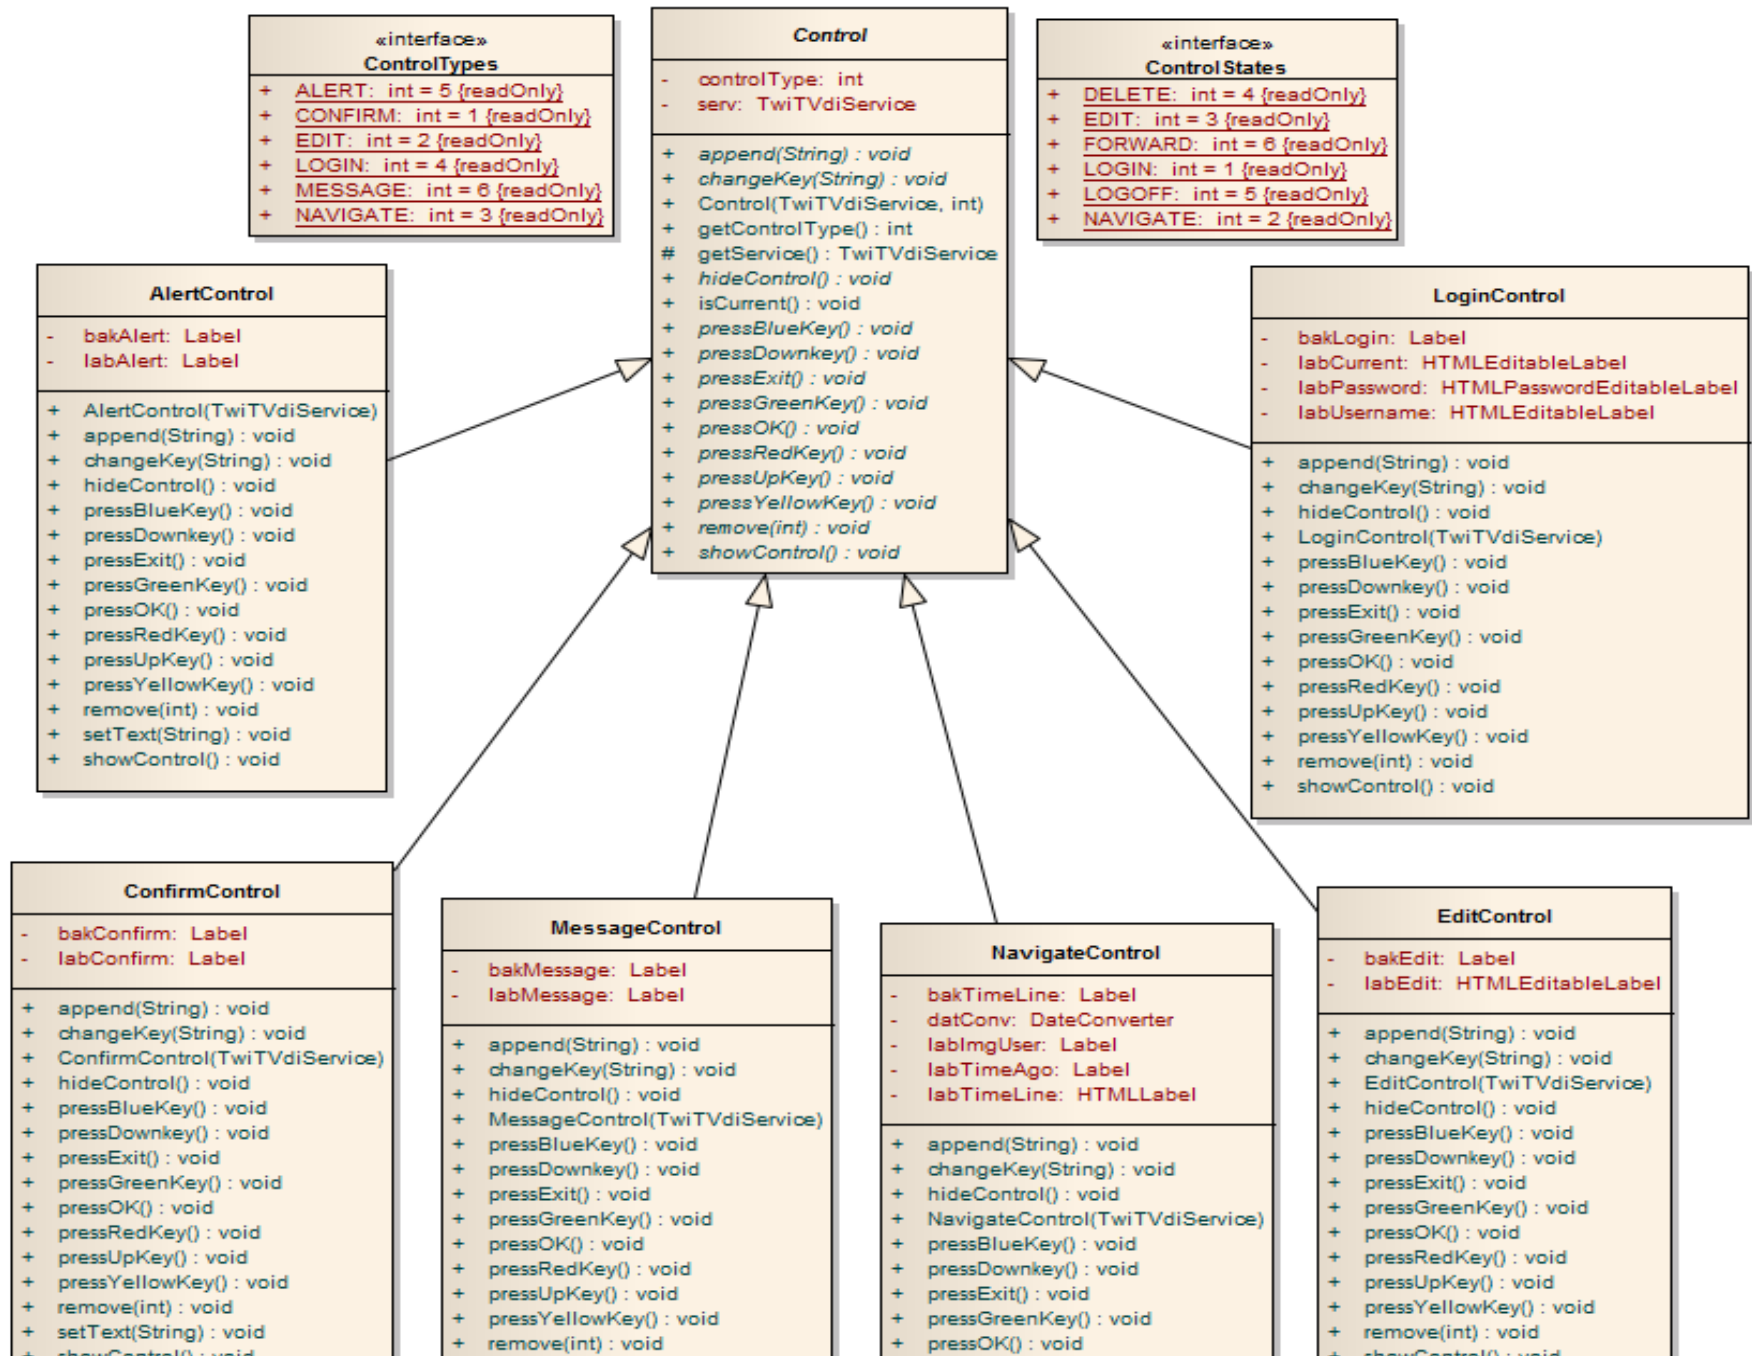 «interface»
ControlTypes
+ ALERT: int = 5 {readOnly}
+ CONFIRM: int = 1 {readOnly}
+ EDIT: int = 2 {readOnly}
+ LOGIN: int = 4 {readOnly}
+ MESSAGE: int = 6 {readOnly}
+ NAVIGATE: int = 3 {readOnly}
Control
- controlType: int
- serv: TwiTVdiService
+ append(String) : void
+ changeKey(String) : void
+ Control(TwiTVdiService, int)
+ getControlType() : int
# getService() : TwiTVdiService
+ hideControl() : void
+ isCurrent() : void
+ pressBlueKey() : void
+ pressDownkey() : void
+ pressExit() : void
+ pressGreenKey() : void
+ pressOK() : void
+ pressRedKey() : void
+ pressUpKey() : void
+ pressYellowKey() : void
+ remove(int) : void
+ showControl() : void
«interface»
ControlStates
+ DELETE: int = 4 {readOnly}
+ EDIT: int = 3 {readOnly}
+ FORWARD: int = 6 {readOnly}
+ LOGIN: int = 1 {readOnly}
+ LOGOFF: int = 5 {readOnly}
+ NAVIGATE: int = 2 {readOnly}
AlertControl
- bakAlert: Label
- labAlert: Label
+ AlertControl(TwiTVdiService)
+ append(String) : void
+ changeKey(String) : void
+ hideControl() : void
+ pressBlueKey() : void
+ pressDownkey() : void
+ pressExit() : void
+ pressGreenKey() : void
+ pressOK() : void
+ pressRedKey() : void
+ pressUpKey() : void
+ pressYellowKey() : void
+ remove(int) : void
+ setText(String) : void
+ showControl() : void
LoginControl
- bakLogin: Label
- labCurrent: HTMLEditableLabel
- labPassword: HTMLPasswordEditableLabel
- labUsername: HTMLEditableLabel
+ append(String) : void
+ changeKey(String) : void
+ hideControl() : void
+ LoginControl(TwiTVdiService)
+ pressBlueKey() : void
+ pressDownkey() : void
+ pressExit() : void
+ pressGreenKey() : void
+ pressOK() : void
+ pressRedKey() : void
+ pressUpKey() : void
+ pressYellowKey() : void
+ remove(int) : void
+ showControl() : void
ConfirmControl
- bakConfirm: Label
- labConfirm: Label
+ append(String) : void
+ changeKey(String) : void
+ ConfirmControl(TwiTVdiService)
+ hideControl() : void
+ pressBlueKey() : void
+ pressDownkey() : void
+ pressExit() : void
+ pressGreenKey() : void
+ pressOK() : void
+ pressRedKey() : void
+ pressUpKey() : void
+ pressYellowKey() : void
+ remove(int) : void
+ setText(String) : void
+ showControl() : void
MessageControl
- bakMessage: Label
- labMessage: Label
+ append(String) : void
+ changeKey(String) : void
+ hideControl() : void
+ MessageControl(TwiTVdiService)
+ pressBlueKey() : void
+ pressDownkey() : void
+ pressExit() : void
+ pressGreenKey() : void
+ pressOK() : void
+ pressRedKey() : void
+ pressUpKey() : void
+ pressYellowKey() : void
+ remove(int) : void
NavigateControl
- bakTimeLine: Label
- datConv: DateConverter
- labImgUser: Label
- labTimeAgo: Label
- labTimeLine: HTMLLabel
+ append(String) : void
+ changeKey(String) : void
+ hideControl() : void
+ NavigateControl(TwiTVdiService)
+ pressBlueKey() : void
+ pressDownkey() : void
+ pressExit() : void
+ pressGreenKey() : void
+ pressOK() : void
EditControl
- bakEdit: Label
- labEdit: HTMLEditableLabel
+ append(String) : void
+ changeKey(String) : void
+ EditControl(TwiTVdiService)
+ hideControl() : void
+ pressBlueKey() : void
+ pressDownkey() : void
+ pressExit() : void
+ pressGreenKey() : void
+ pressOK() : void
+ pressRedKey() : void
+ pressUpKey() : void
+ pressYellowKey() : void
+ remove(int) : void
+ showControl() : void